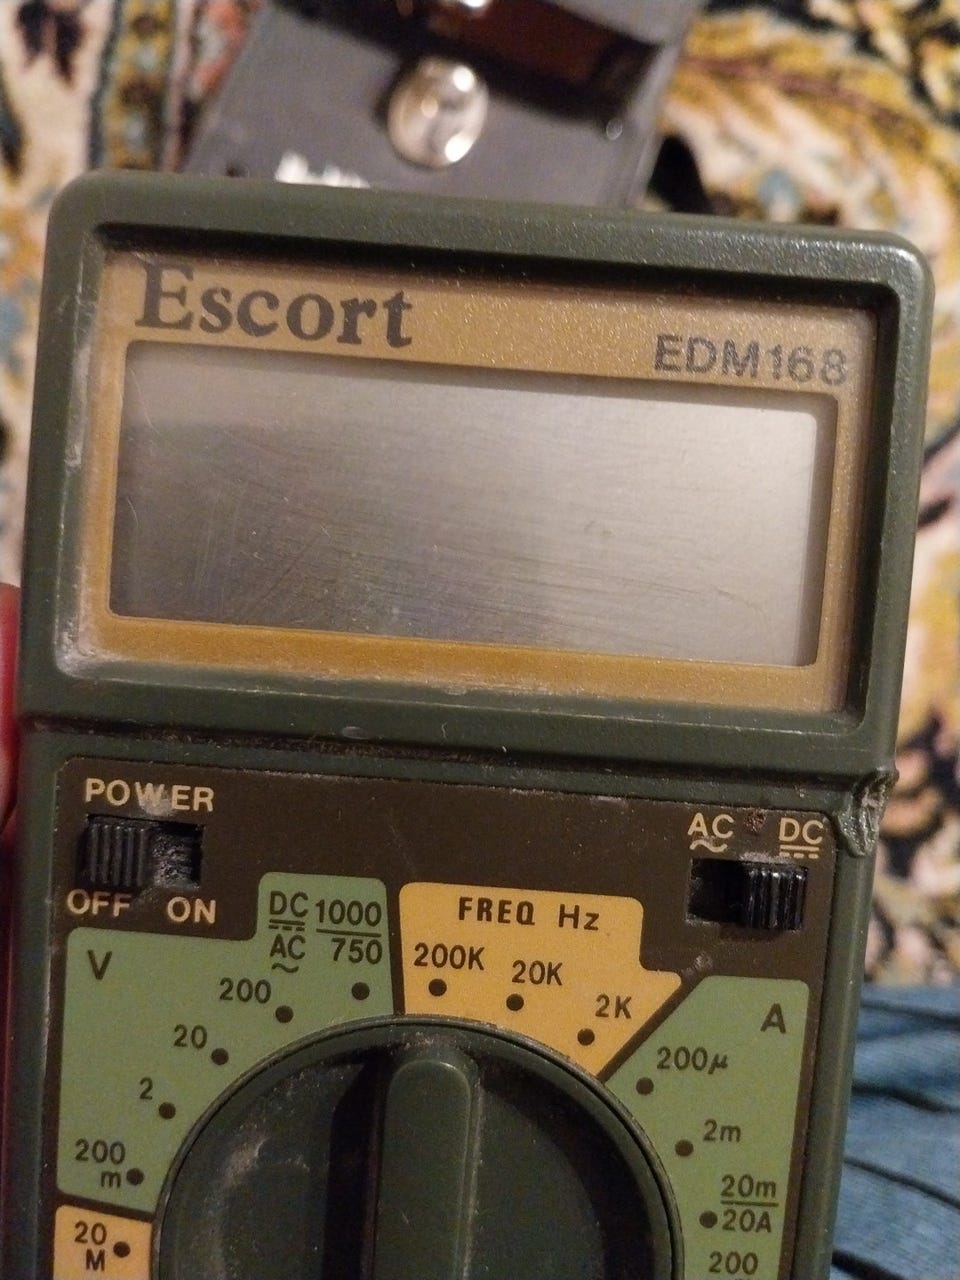 Escort
EDM168
POWER
OFF ON
AC DC
V
DC 1000
AC 750
200
20
2
200
m
20
M
FREQ Hz
200K
20K
2K
A
200µ
2m
20m
20A
200